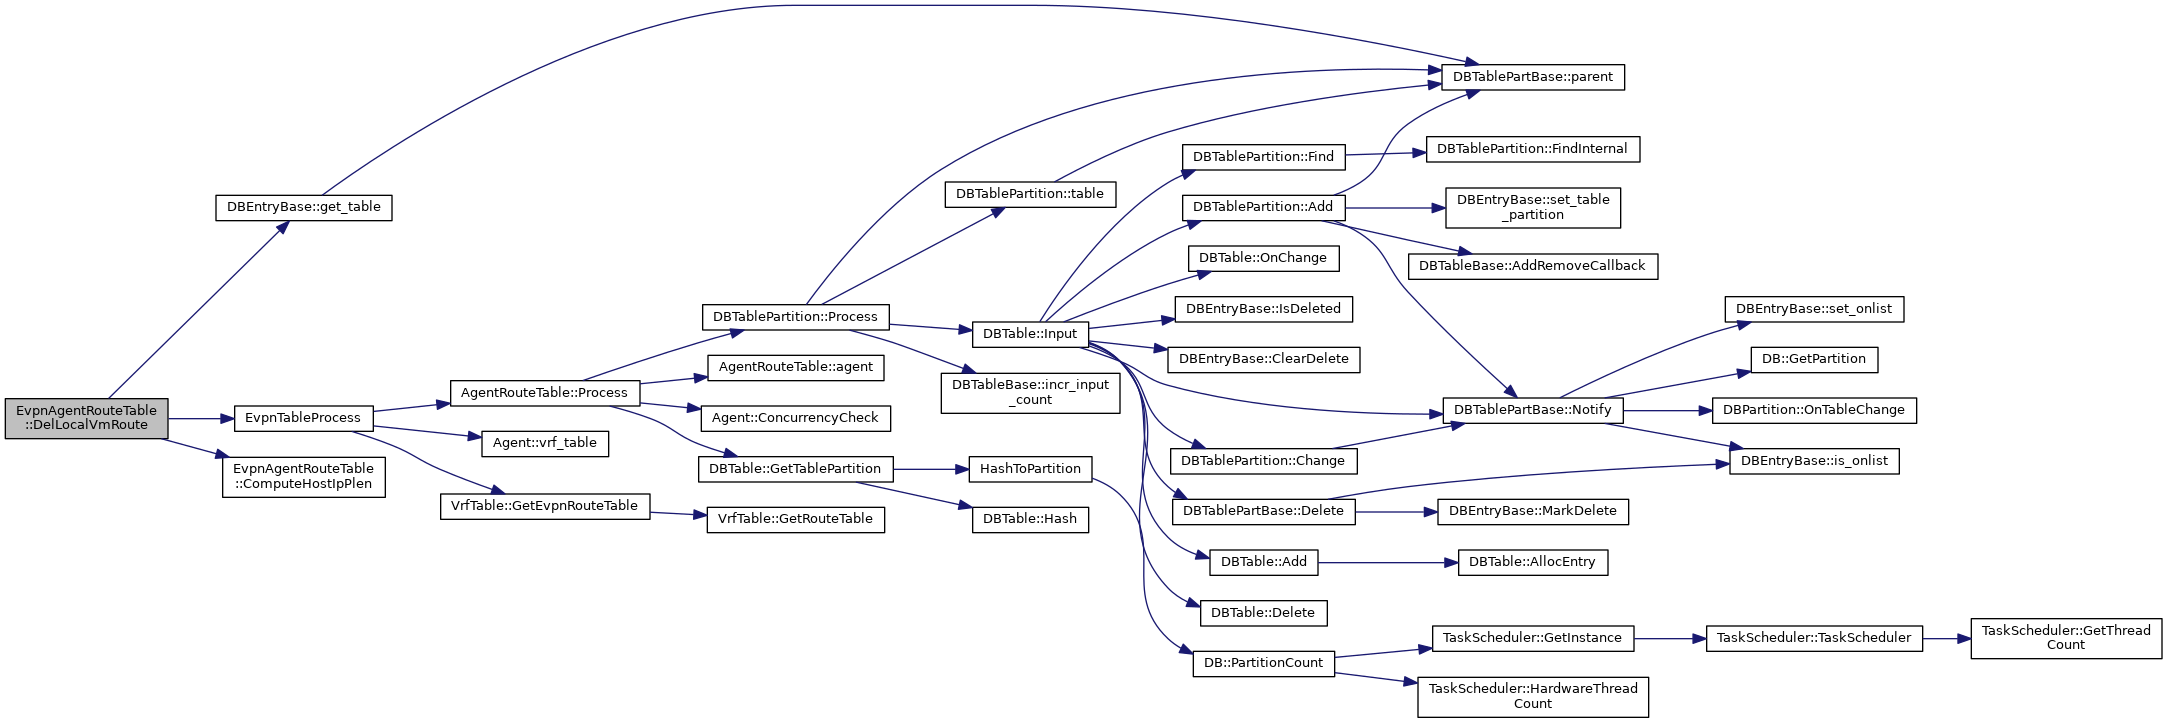 EvpnAgentRouteTable
::DelLocalVmRoute
DBEntryBase::get_table
EvpnTableProcess
EvpnAgentRouteTable
::ComputeHostIpPlen
AgentRouteTable::Process
Agent::vrf_table
VrfTable::GetEvpnRouteTable
DBTablePartition::Process
AgentRouteTable::agent
Agent::ConcurrencyCheck
DBTable::GetTablePartition
VrfTable::GetRouteTable
DBTablePartition::table
DBTable::Input
DBTableBase::incr_input
_count
HashToPartition
DBTable::Hash
DBTablePartition::Find
DBTablePartition::Add
DBTable::OnChange
DBEntryBase::IsDeleted
DBEntryBase::ClearDelete
DBTablePartition::Change
DBTablePartBase::Delete
DBTable::Add
DBTable::Delete
DB::PartitionCount
DBTablePartBase::parent
DBTablePartition::FindInternal
DBEntryBase::set_table
_partition
DBTableBase::AddRemoveCallback
DBTablePartBase::Notify
DBEntryBase::MarkDelete
DBTable::AllocEntry
TaskScheduler::GetInstance
TaskScheduler::HardwareThread
Count
DBEntryBase::set_onlist
DB::GetPartition
DBPartition::OnTableChange
DBEntryBase::is_onlist
TaskScheduler::TaskScheduler
TaskScheduler::GetThread
Count